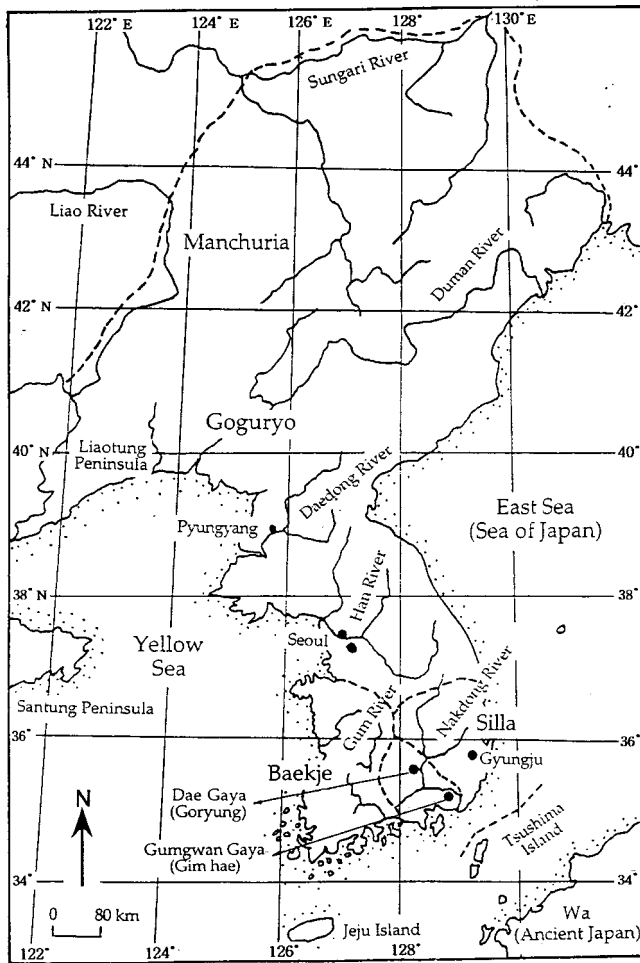 122° E 124° E 126° E 128° E 130° E
Sungari River
44° N 44°
Liao River
Manchuria
Duman River
42° N 42°
Goguryo
40° N 40°
Liaotung
Peninsula
Daedong River
East Sea
(Sea of Japan)
Pyungyang
38° N 38°
Han River
Seoul
Yellow
Sea
Santung Peninsula
Gum River
Nakdong River
Silla
36° N 36°
Gyungju
Baekje
Dae Gaya
(Goryung)
N
Gumgwan Gaya
(Gim hae)
Tsushima
Island
34° 34°
0 80 km
Jeju Island
Wa
(Ancient Japan)
122° 124° 126° 128° 130°